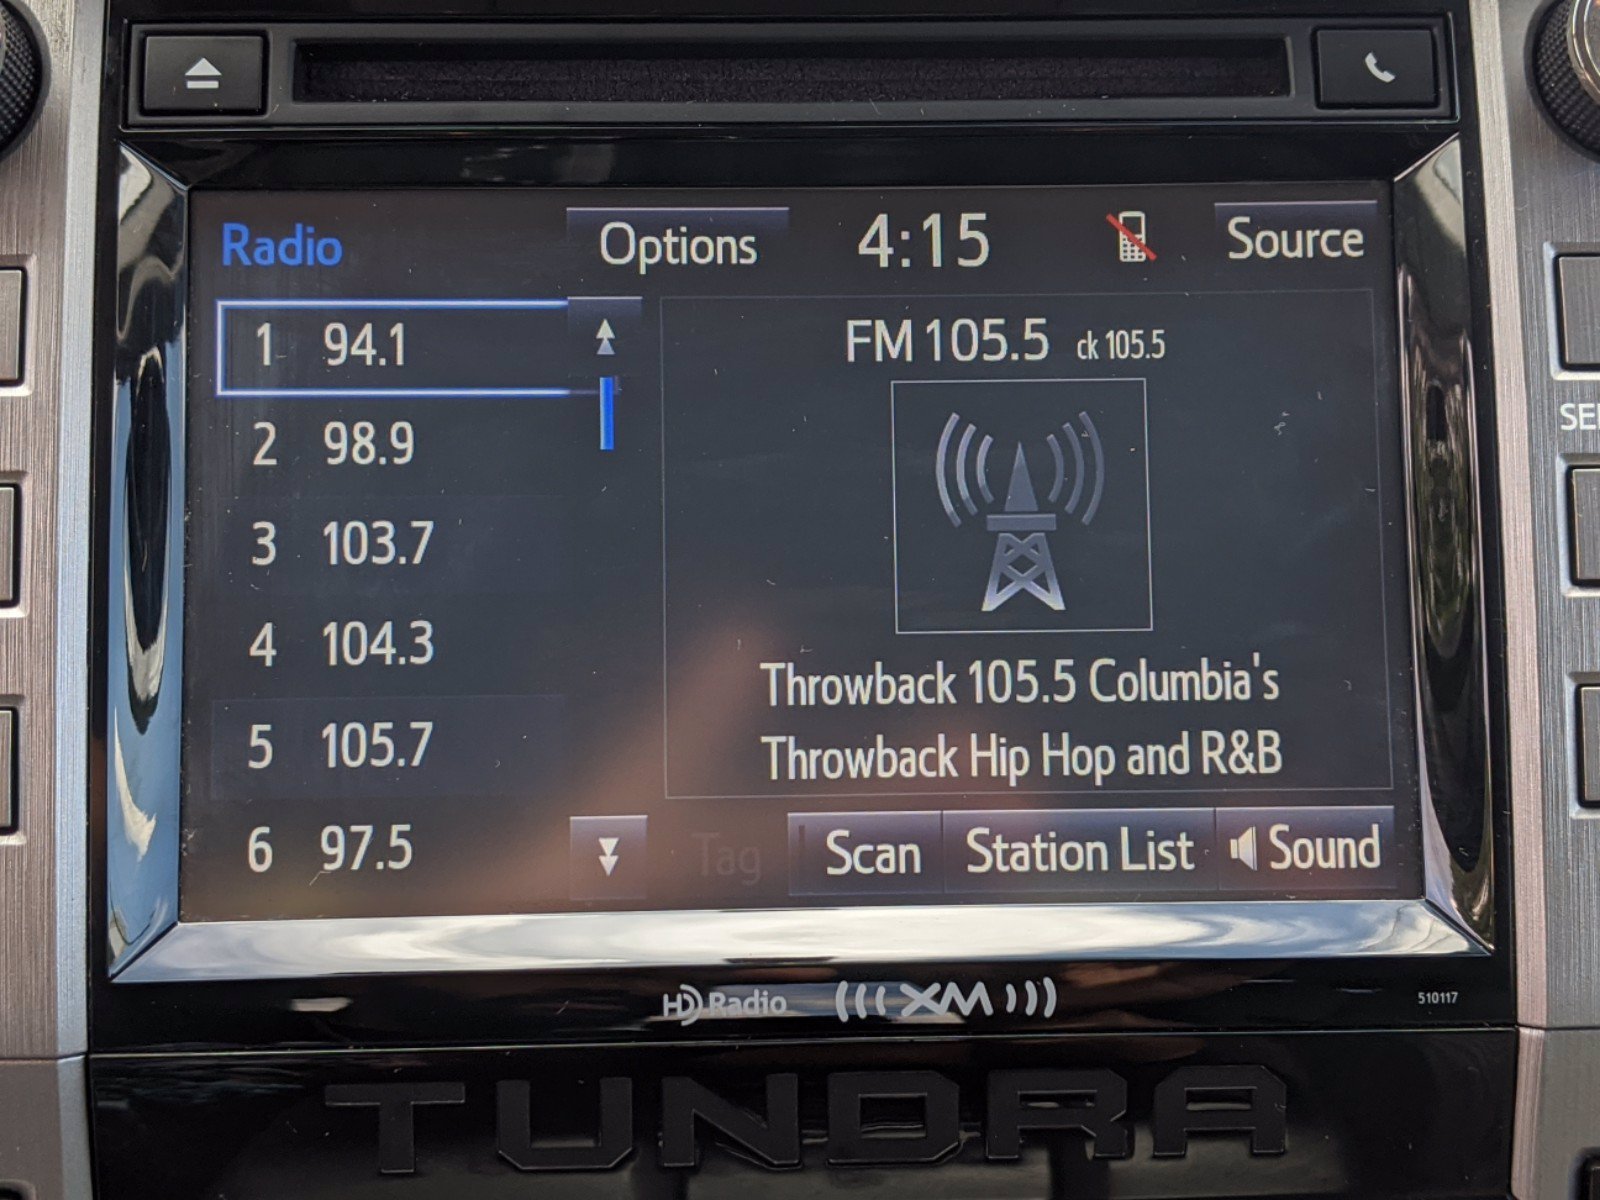 Radio
Options
4:15
Source
1 94.1
2 98.9
3 103.7
4 104.3
5 105.7
6 97.5
FM 105.5 ck 105.5
Throwback 105.5 Columbia's
Throwback Hip Hop and R&B
Tag
Scan
Station List
Sound
HD Radio
XM
510117
TUNDRA